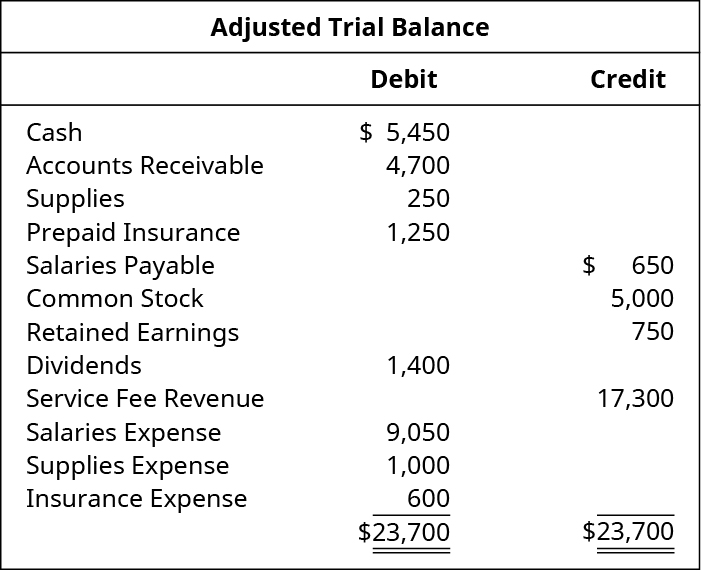 Adjusted Trial Balance
Debit Credit
Cash $ 5,450
Accounts Receivable 4,700
Supplies 250
Prepaid Insurance 1,250
Salaries Payable $ 650
Common Stock 5,000
Retained Earnings 750
Dividends 1,400
Service Fee Revenue 17,300
Salaries Expense 9,050
Supplies Expense 1,000
Insurance Expense 600
$23,700 $23,700